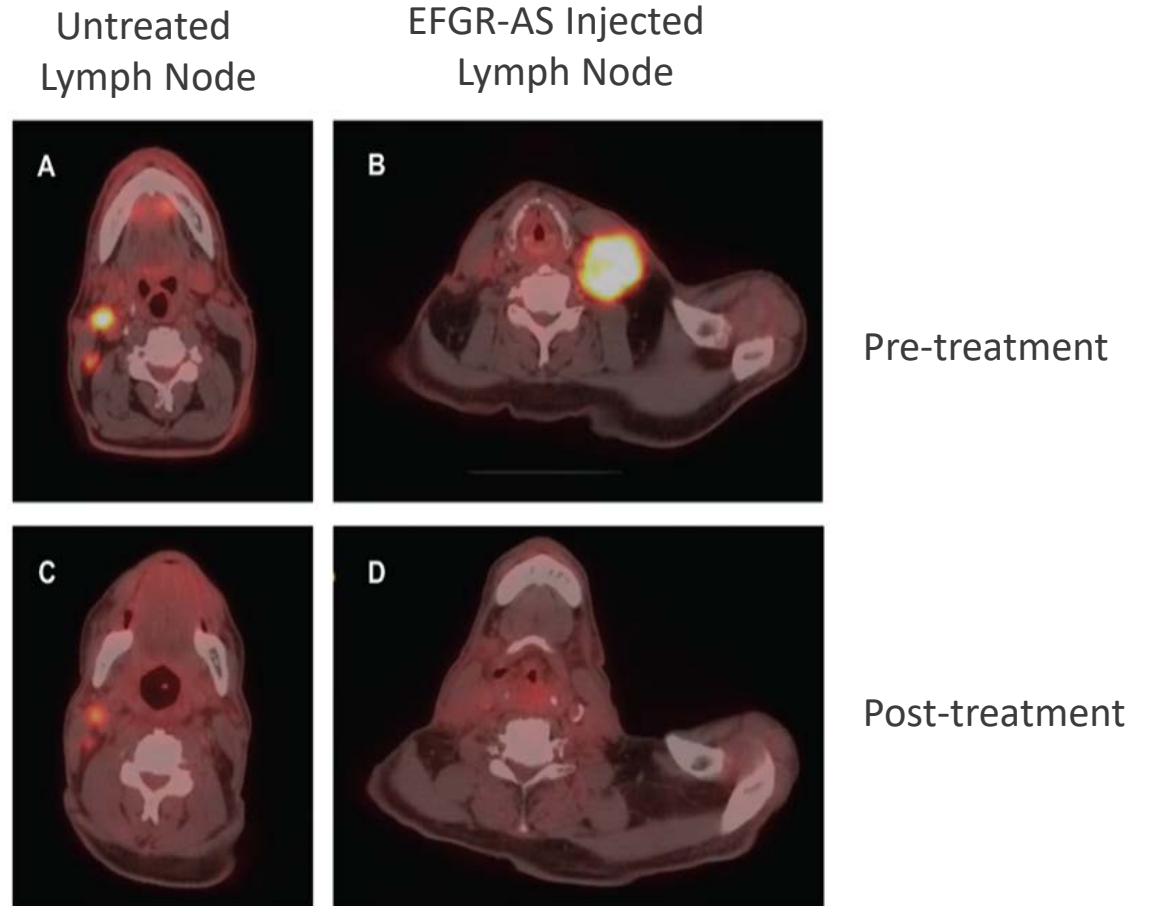 Untreated
Lymph Node
EFGR-AS Injected
Lymph Node
A
B
Pre-treatment
C
D
Post-treatment